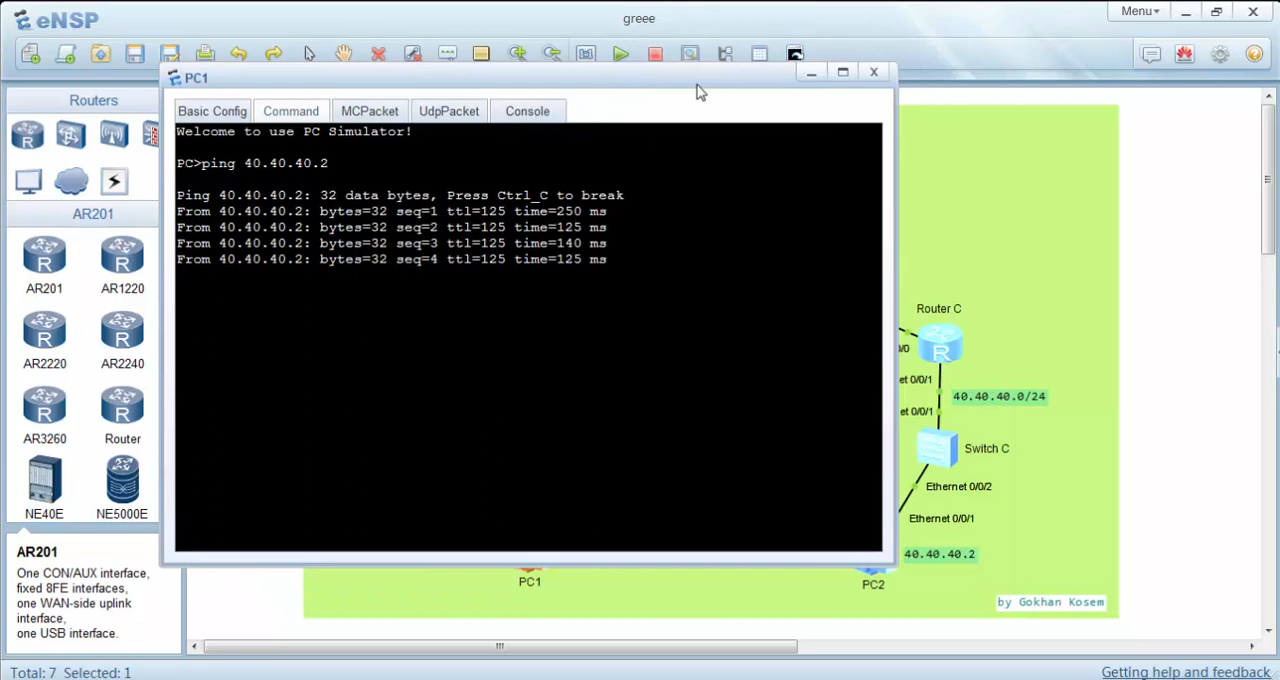 eNSP
greee
Menu
PC1
Routers
Basic Config
Command
MCPacket
UdpPacket
Console
Welcome to use PC Simulator!
PC>ping 40.40.40.2
Ping 40.40.40.2: 32 data bytes, Press Ctrl_C to break
From 40.40.40.2: bytes=32 seq=1 ttl=125 time=250 ms
From 40.40.40.2: bytes=32 seq=2 ttl=125 time=125 ms
From 40.40.40.2: bytes=32 seq=3 ttl=125 time=140 ms
From 40.40.40.2: bytes=32 seq=4 ttl=125 time=125 ms
AR201
AR201
AR1220
AR2220
AR2240
AR3260
Router
NE40E
NE5000E
AR201
One CON/AUX interface,
fixed 8FE interfaces,
one WAN-side uplink
interface,
one USB interface.
Router C
0/0
et 0/0/1
40.40.40.0/24
et 0/0/1
Switch C
Ethernet 0/0/2
Ethernet 0/0/1
40.40.40.2
PC1
PC2
by Gokhan Kosem
Total: 7 Selected: 1
Getting help and feedback